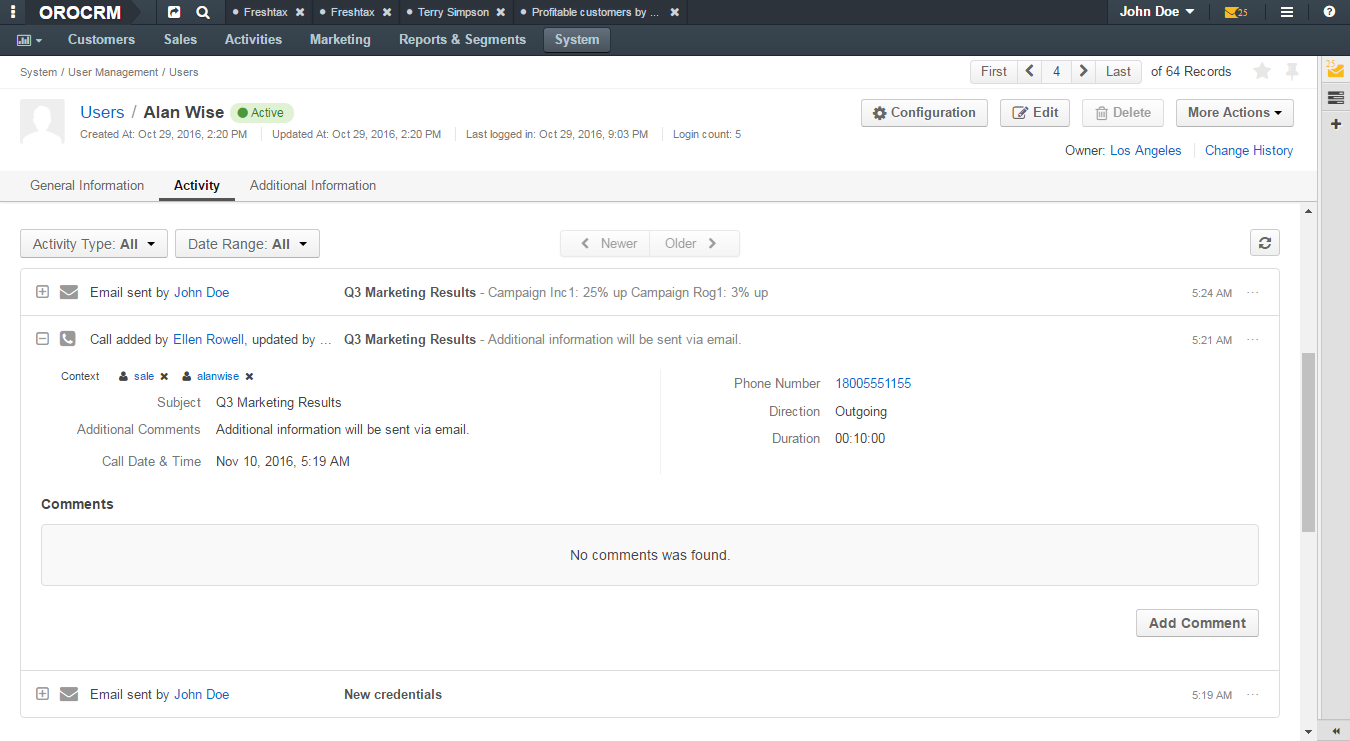 OROCRM Freshtax Freshtax Terry Simpson Profitable customers by ... John Doe 25
Customers Sales Activities Marketing Reports & Segments System
System / User Management / Users First 4 Last of 64 Records 25
Users / Alan Wise Active Configuration Edit Delete More Actions
Created At: Oct 29, 2016, 2:20 PM Updated At: Oct 29, 2016, 2:20 PM Last logged in: Oct 29, 2016, 9:03 PM Login count: 5
Owner: Los Angeles Change History
General Information Activity Additional Information
Activity Type: All Date Range: All Newer Older
Email sent by John Doe Q3 Marketing Results - Campaign Inc1: 25% up Campaign Rog1: 3% up 5:24 AM ...
Call added by Ellen Rowell, updated by ... Q3 Marketing Results - Additional information will be sent via email. 5:21 AM ...
Context sale alanwise
Phone Number 18005551155
Subject Q3 Marketing Results
Direction Outgoing
Additional Comments Additional information will be sent via email.
Duration 00:10:00
Call Date & Time Nov 10, 2016, 5:19 AM
Comments
No comments was found.
Add Comment
Email sent by John Doe New credentials 5:19 AM ...